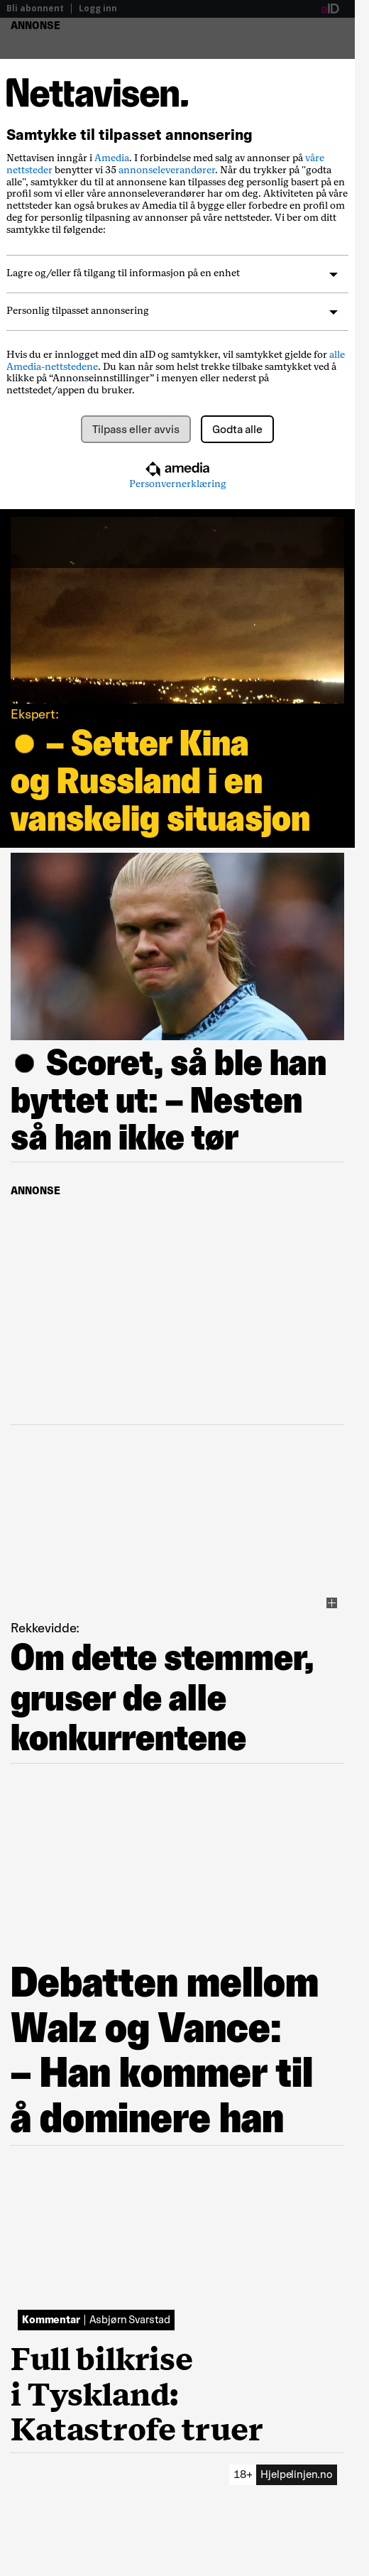 Bli abonnent | Logg inn
aID
ANNONSE
Nettavisen.
Samtykke til tilpasset annonsering
Nettavisen inngår i Amedia. I forbindelse med salg av annonser på våre
nettsteder benytter vi 35 annonseleverandører. Når du trykker på "godta
alle", samtykker du til at annonsene kan tilpasses deg personlig basert på en
profil som vi eller våre annonseleverandører har om deg. Aktiviteten på våre
nettsteder kan også brukes av Amedia til å bygge eller forbedre en profil om
deg for personlig tilpasning av annonser på våre nettsteder. Vi ber om ditt
samtykke til følgende:
Lagre og/eller få tilgang til informasjon på en enhet
Personlig tilpasset annonsering
Hvis du er innlogget med din aID og samtykker, vil samtykket gjelde for alle
Amedia-nettstedene. Du kan når som helst trekke tilbake samtykket ved å
klikke på “Annonseinnstillinger” i menyen eller nederst på
nettstedet/appen du bruker.
Tilpass eller avvis
Godta alle
amedia
Personvernerklæring
Ekspert:
– Setter Kina
og Russland i en
vanskelig situasjon
Scoret, så ble han
byttet ut: – Nesten
så han ikke tør
ANNONSE
Rekkevidde:
Om dette stemmer,
gruser de alle
konkurrentene
Debatten mellom
Walz og Vance:
– Han kommer til
å dominere han
Kommentar | Asbjørn Svarstad
Full bilkrise
i Tyskland:
Katastrofe truer
18+ Hjelpelinjen.no